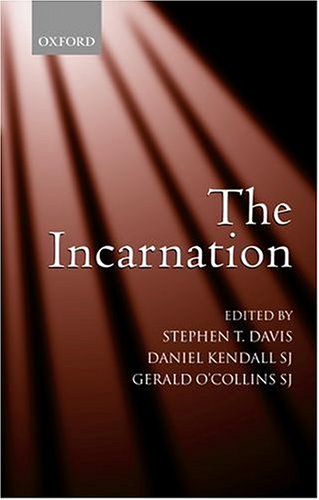 OXFORD
The
Incarnation
EDITED BY
STEPHEN T. DAVIS
DANIEL KENDALL SJ
GERALD O'COLLINS SJ